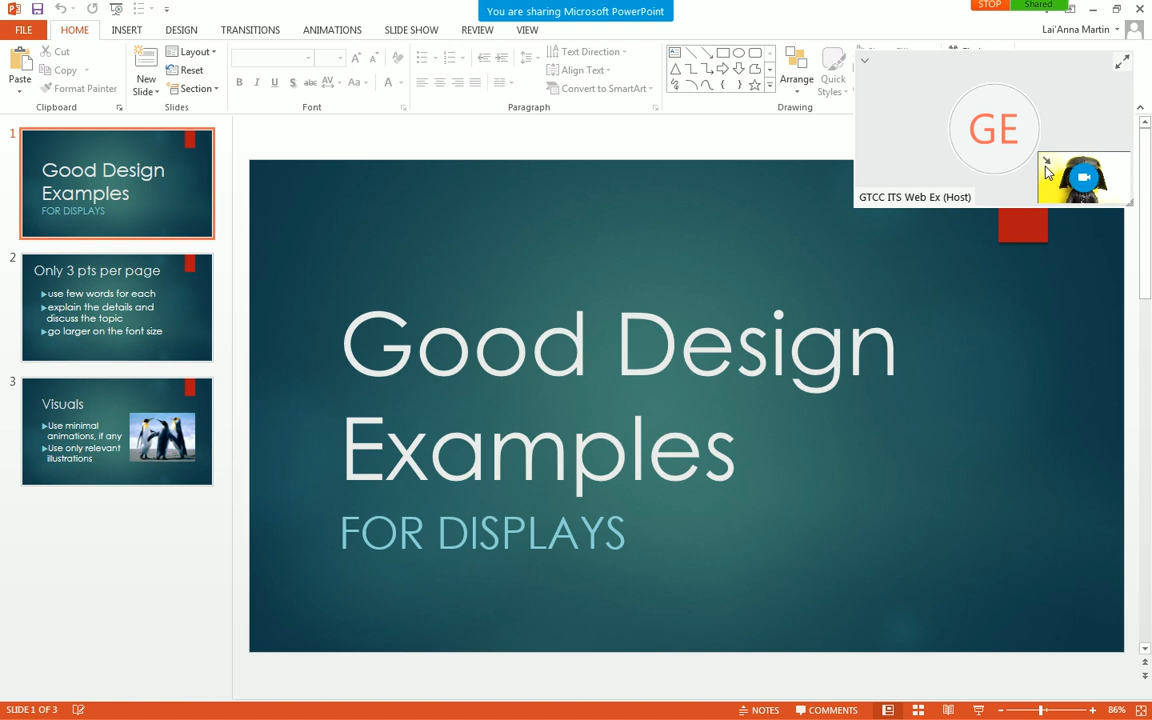 You are sharing Microsoft PowerPoint
STOP
Shared
FILE
HOME
INSERT
DESIGN
TRANSITIONS
ANIMATIONS
SLIDE SHOW
REVIEW
VIEW
Lai'Anna Martin
Paste
Cut
Copy
Format Painter
Clipboard
New
Slide
Layout
Reset
Section
Slides
B I U S abc AV Aa A
Font
Text Direction
Align Text
Convert to SmartArt
Paragraph
Arrange
Quick
Styles
Drawing
GE
GTCC ITS Web Ex (Host)
1
Good Design
Examples
FOR DISPLAYS
2
Only 3 pts per page
use few words for each
explain the details and
discuss the topic
go larger on the font size
3
Visuals
Use minimal
animations, if any
Use only relevant
illustrations
Good Design
Examples
FOR DISPLAYS
SLIDE 1 OF 3
NOTES
COMMENTS
86%